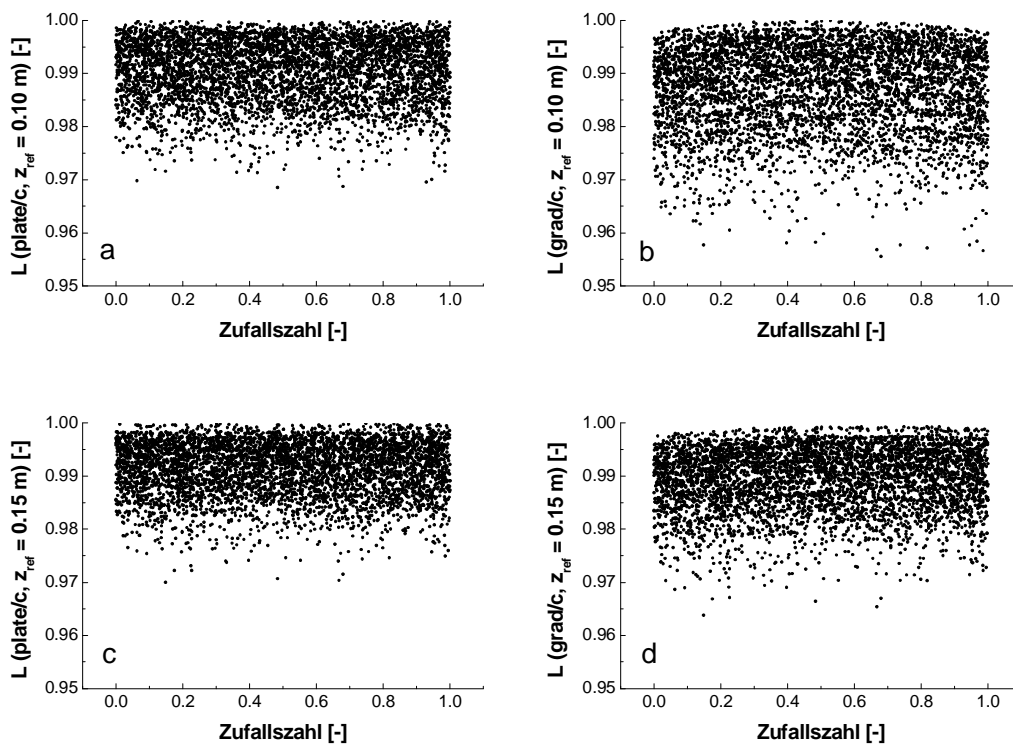 L (plate/c, z_ref = 0.10 m) [-]
1.00
0.99
0.98
0.97
0.96
0.95
a
0.0 0.2 0.4 0.6 0.8 1.0
Zufallszahl [-]
L (grad/c, z_ref = 0.10 m) [-]
1.00
0.99
0.98
0.97
0.96
0.95
b
0.0 0.2 0.4 0.6 0.8 1.0
Zufallszahl [-]
L (plate/c, z_ref = 0.15 m) [-]
1.00
0.99
0.98
0.97
0.96
0.95
c
0.0 0.2 0.4 0.6 0.8 1.0
Zufallszahl [-]
L (grad/c, z_ref = 0.15 m) [-]
1.00
0.99
0.98
0.97
0.96
0.95
d
0.0 0.2 0.4 0.6 0.8 1.0
Zufallszahl [-]